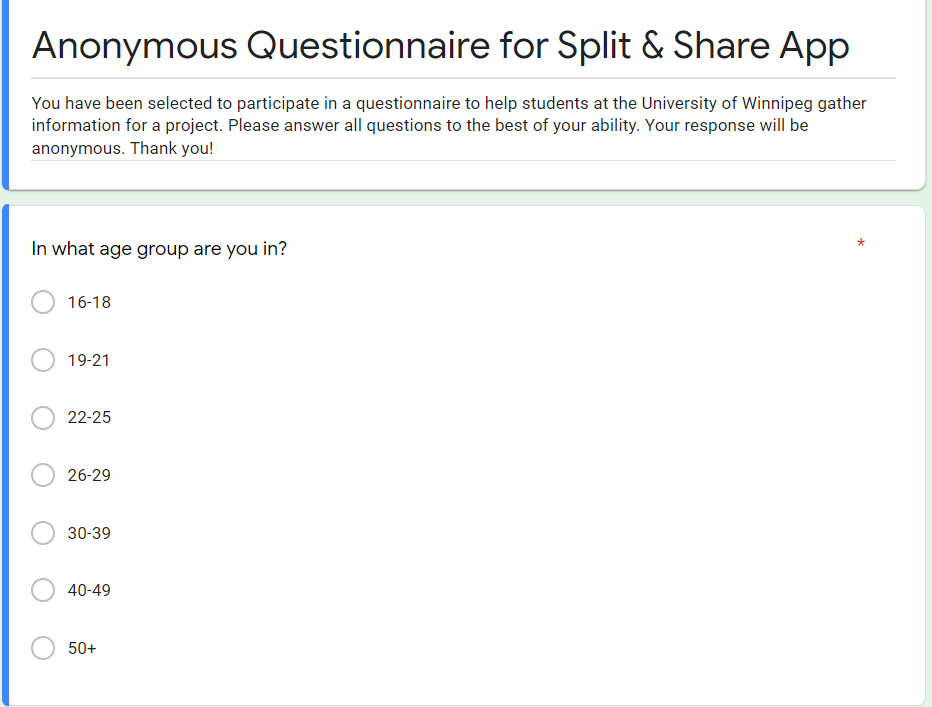 Anonymous Questionnaire for Split & Share App
You have been selected to participate in a questionnaire to help students at the University of Winnipeg gather
information for a project. Please answer all questions to the best of your ability. Your response will be
anonymous. Thank you!
In what age group are you in? *
16-18
19-21
22-25
26-29
30-39
40-49
50+